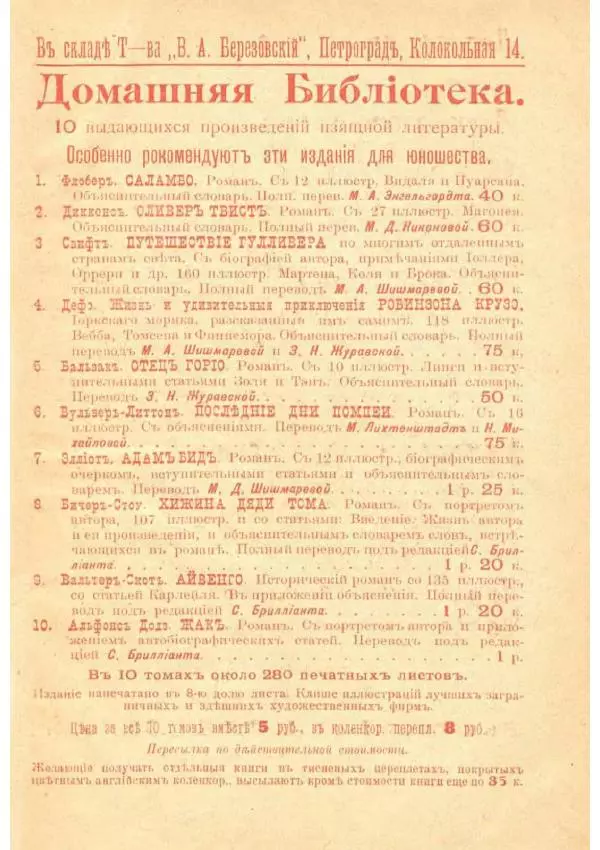 Въ складѣ Т—ва „В. А. Березовскій“, Петроградъ, Колокольная 14.
Домашняя Библіотека.
10 выдающихся произведеній изящной литературы.
Особенно рокомендуютъ эти изданія для юношества.
1. Флоберъ. САЛАМБО. Романъ. Съ 12 иллюстр. Видаля и Пуарсана. Объяснительный словарь. Полн. перев. М. А. Энгельгардта. 40 к.
2. Диккенсъ. ОЛИВЕРЪ ТВИСТЪ. Романъ. Съ 27 иллюстр. Магонея.
Объяснительный словарь. Полный перев. М. Д. Никоновой. 60 к.
3 Свифтъ. ПУТЕШЕСТВІЕ ГУЛЛИВЕРА по многимъ отдаленнымъ
странамъ свѣта, Съ біографіей автора, примѣчаніями Уоллера,
Оррери и др. 160 иллюстр. Мартена, Коля и Брока. Объясни-
тельный словарь. Полный переводъ М. А. Шишмаревой. . 60 к.
4. Дефо. Жизнь и удивительныя приключенія РОБИНЗОНА КРУЗО,
Іоркскаго моряка, разсказанныя имъ самимъ. 118 иллюстр.
Вебба, Томсена и Финнемора. Объяснительный словарь. Полный
переводъ М. А. Шишмаревой и З. Н. Журавской. . . . . . . 75 к,
5. Бальзакъ. ОТЕЦЪ ГОРІО. Романъ. Съ 10 иллюстр. Линги и всту-
пительными статьями Золя и Тэнъ. Объяснительный словарь.
Переводъ З. Н. Журавской. . . . . . . . . . . 50 к.
6. Бульверъ-Литтонъ. ПОСЛѢДНІЕ ДНИ ПОМПЕИ. Романъ. Съ 16
иллюстр. Съ объясненіями. Переводъ М. Лихтенштадтъ и Н. Ми-
хайловой. . . . . . . . . . . . 75 к.
7. Элліотъ. АДАМЪ БИДЪ. Романъ. Съ 12 иллюстр., біографическимъ
очеркомъ, вступительными статьями и объяснительнымъ слова-
ремъ. Переводъ М, Д, Шишмаревой. . . . . . . . . 1 р. 25 к.
8. Бичеръ-Стоу. ХИЖИНА ДЯДИ ТОМА. Романъ. Съ портретомъ
автора, 107 иллюстр. и со статьями: Введеніе. Жизнь автора
и ея произведенія, и объяснительнымъ словаремъ словъ, встрѣ-
чающихся въ романѣ. Полный переводъ подъ редакціей С. Брил-
ліанта. . . . . . . . . . . 1 р. 20 к.
9. Вальтеръ-Скотъ. АЙВЕНГО. Историческій романъ со 135 иллюстр.,
со статьей Карлейля. Въ приложеніи объясненія. Полный пере-
водъ подъ редакціей С. Брилліанта. . . . . . . 1 р. 20 к.
10. Альфонсъ Додэ. ЖАКЪ. Романъ. Съ портретомъ автора и прило-
женіемъ автобіографическихъ статей. Переводъ подъ редак-
ціей С. Брилліанта. . . . . . . . . . . . . 1 р.
Въ 10 томахъ около 280 печатныхъ листовъ.
Изданіе напечатано въ 8-ю долю листа. Клише иллюстрацій лучшихъ загра-
ничныхъ и здѣшнихъ художественныхъ фирмъ.
Цѣна за всѣ 10 томовъ вмѣстѣ 5 руб., въ коленкор. перепл. 8 руб.
Пересылка по дѣйствительной стоимости.
Желающіе получать отдѣльныя книги въ тисненыхъ переплетахъ, покрытыхъ
цвѣтнымъ англійскимъ коленкор., высылаютъ кромѣ стоимости книги еще по 35 к.